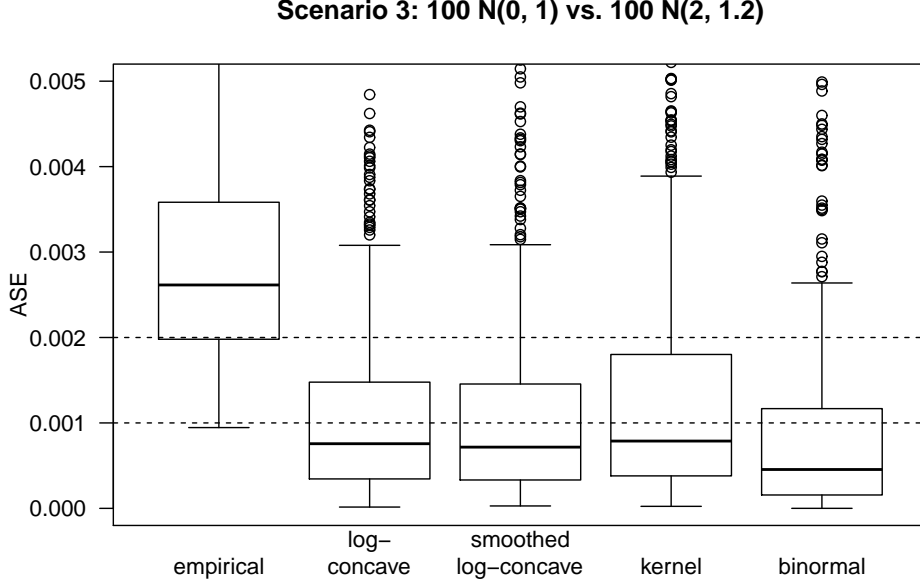 Scenario 3: 100 N(0, 1) vs. 100 N(2, 1.2)
0.005
0.004
0.003
0.002
0.001
0.000
ASE
empirical
log−
concave
smoothed
log−concave
kernel
binormal